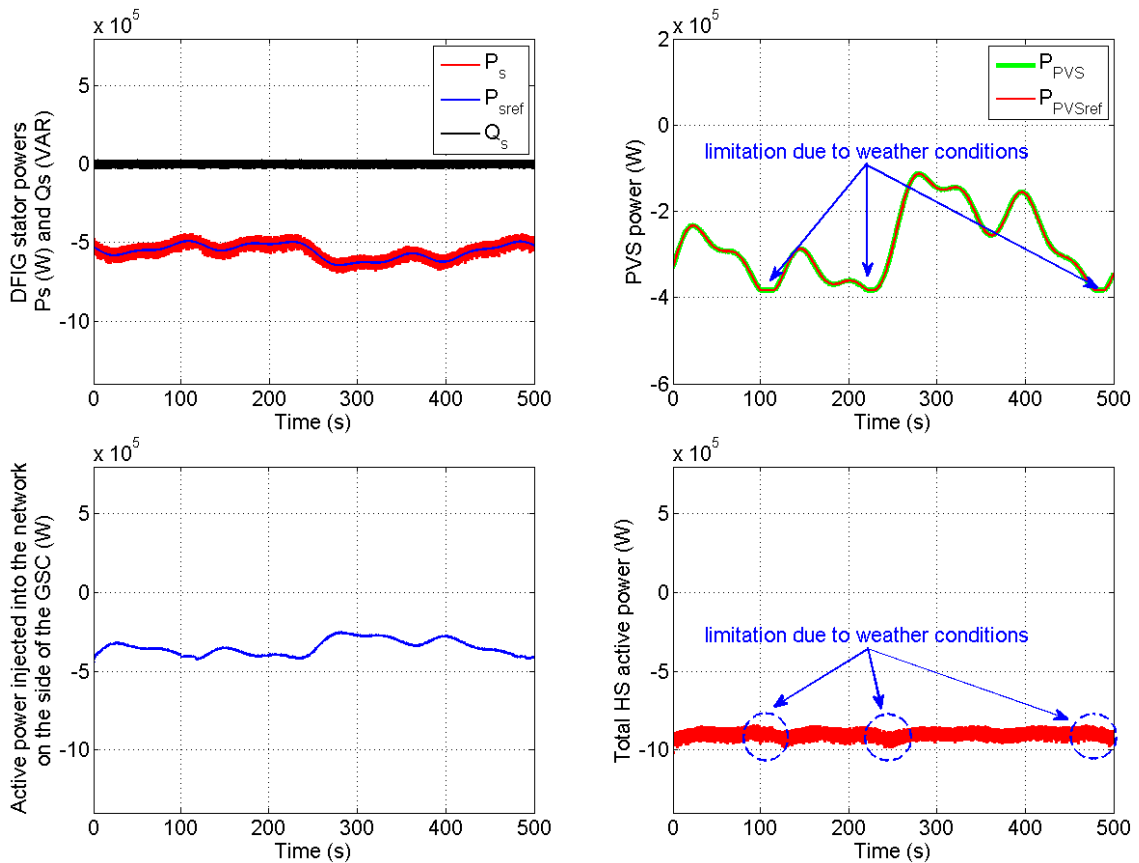 x 10^5
5
0
-5
-10
0 100 200 300 400 500
Time (s)
DFIG stator powers
Ps (W) and Qs (VAR)
P_s
P_sref
Q_s
x 10^5
2
0
-2
-4
-6
0 100 200 300 400 500
Time (s)
PVS power (W)
P_PVS
P_PVSref
limitation due to weather conditions
x 10^5
5
0
-5
-10
0 100 200 300 400 500
Time (s)
Active power injected into the network
on the side of the GSC (W)
x 10^5
5
0
-5
-10
0 100 200 300 400 500
Time (s)
Total HS active power (W)
limitation due to weather conditions